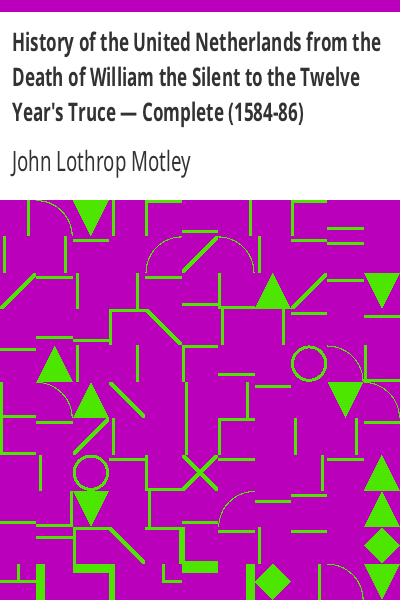 History of the United Netherlands from the
Death of William the Silent to the Twelve
Year's Truce — Complete (1584-86)
John Lothrop Motley